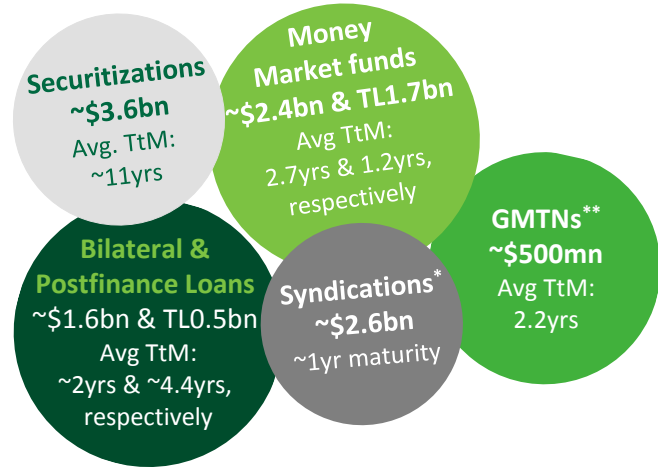 Securitizations
~$3.6bn
Avg. TtM:
~11yrs
Money
Market funds
~$2.4bn & TL1.7bn
Avg TtM:
2.7yrs & 1.2yrs,
respectively
GMTNs**
~$500mn
Avg TtM:
2.2yrs
Bilateral &
Postfinance Loans
~$1.6bn & TL0.5bn
Avg TtM:
~2yrs & ~4.4yrs,
respectively
Syndications*
~$2.6bn
~1yr maturity